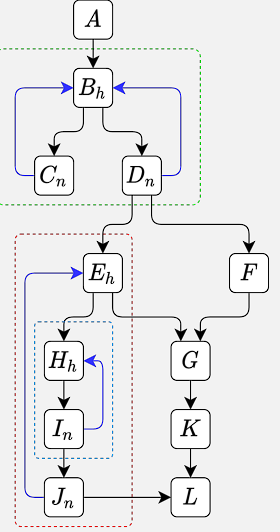 A
B_h
C_n D_n
E_h F
H_h G
I_n K
J_n L